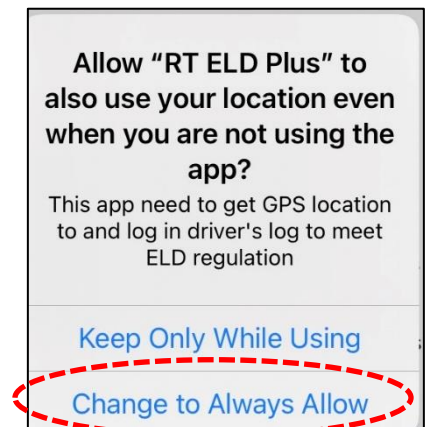 Allow “RT ELD Plus” to
also use your location even
when you are not using the
app?
This app need to get GPS location
to and log in driver's log to meet
ELD regulation
Keep Only While Using
Change to Always Allow